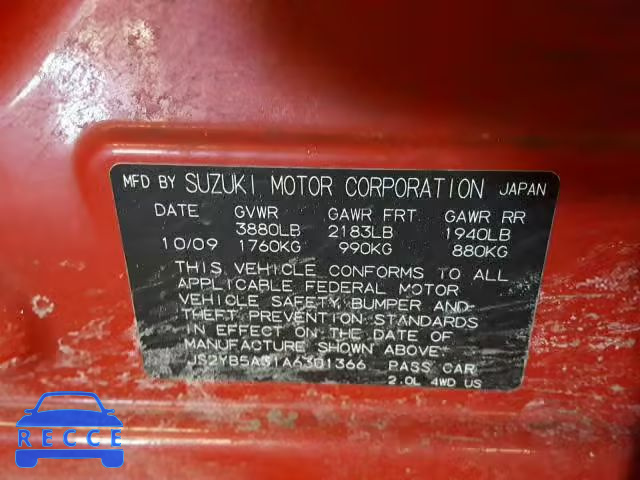 MFD BY SUZUKI MOTOR CORPORATION JAPAN
DATE GVWR GAWR FRT GAWR RR
3880LB 2183LB 1940LB
10/09 1760KG 990KG 880KG
THIS VEHICLE CONFORMS TO ALL
APPLICABLE FEDERAL MOTOR
VEHICLE SAFETY, BUMPER AND
THEFT PREVENTION STANDARDS
IN EFFECT ON THE DATE OF
MANUFACTURE SHOWN ABOVE.
PASS CAR
2.0L 4WD US
RECCE